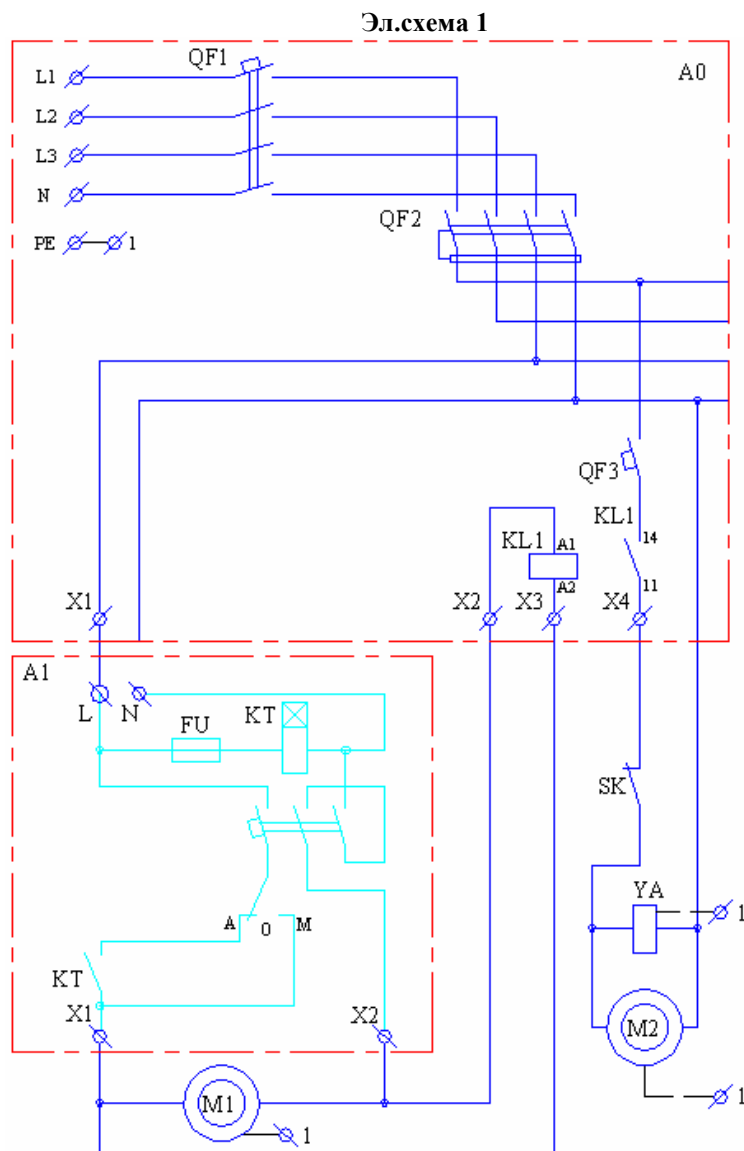 Эл.схема 1
QF1
A0
L1
L2
L3
N
QF2
PE
1
QF3
KL1
14
KL1
A1
A2
11
X1
X2
X3
X4
A1
L
N
FU
KT
SK
YA
1
A
0
M
KT
X1
X2
M2
M1
1
1